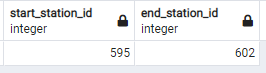 start_station_id end_station_id
integer integer
595 602